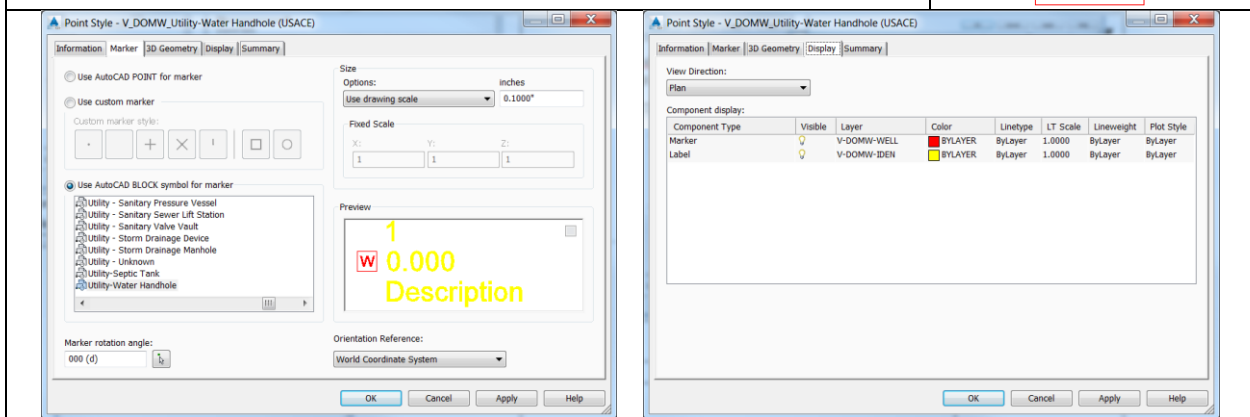 Point Style - V_DOMW_Utility-Water Handhole (USACE)
Information Marker 3D Geometry Display Summary
Use AutoCAD POINT for marker
Use custom marker
Custom marker style:
Use AutoCAD BLOCK symbol for marker
Utility - Sanitary Pressure Vessel
Utility - Sanitary Sewer Lift Station
Utility - Sanitary Valve Vault
Utility - Storm Drainage Device
Utility - Storm Drainage Manhole
Utility - Unknown
Utility-Septic Tank
Utility-Water Handhole
Marker rotation angle:
000 (d)
Size
Options: inches
Use drawing scale 0.1000"
Fixed Scale
X: Y: Z:
1 1 1
Preview
1
W 0.000
Description
Orientation Reference:
World Coordinate System
OK Cancel Apply Help
Point Style - V_DOMW_Utility-Water Handhole (USACE)
Information Marker 3D Geometry Display Summary
View Direction:
Plan
Component display:
Component Type Visible Layer Color Linetype LT Scale Lineweight Plot Style
Marker V-DOMW-WELL BYLAYER ByLayer 1.0000 ByLayer ByLayer
Label V-DOMW-IDEN BYLAYER ByLayer 1.0000 ByLayer ByLayer
OK Cancel Apply Help